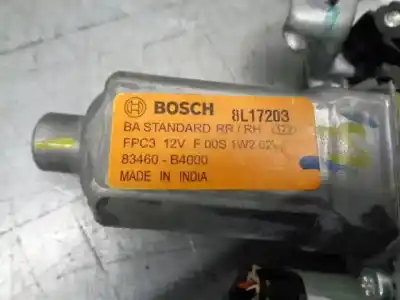 BOSCH 8L17203
BA STANDARD RR / RH
FPC3 12V F 00S 1W2 02
83460 - B4000
MADE IN INDIA